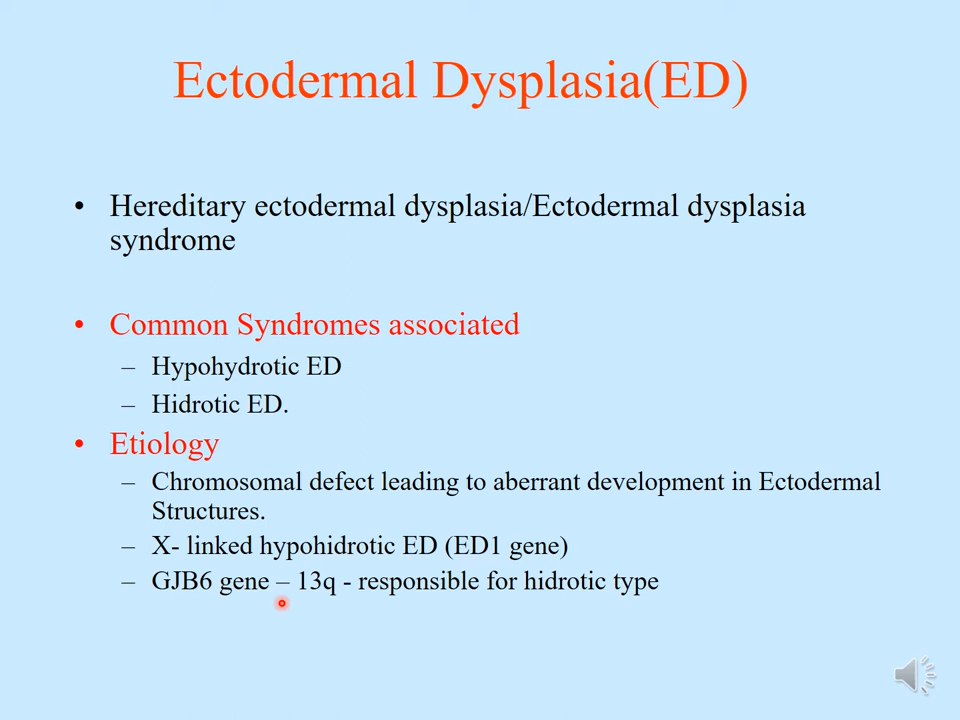 Ectodermal Dysplasia(ED)
• Hereditary ectodermal dysplasia/Ectodermal dysplasia
syndrome
• Common Syndromes associated
– Hypohydrotic ED
– Hidrotic ED.
• Etiology
– Chromosomal defect leading to aberrant development in Ectodermal
Structures.
– X- linked hypohidrotic ED (ED1 gene)
– GJB6 gene – 13q - responsible for hidrotic type